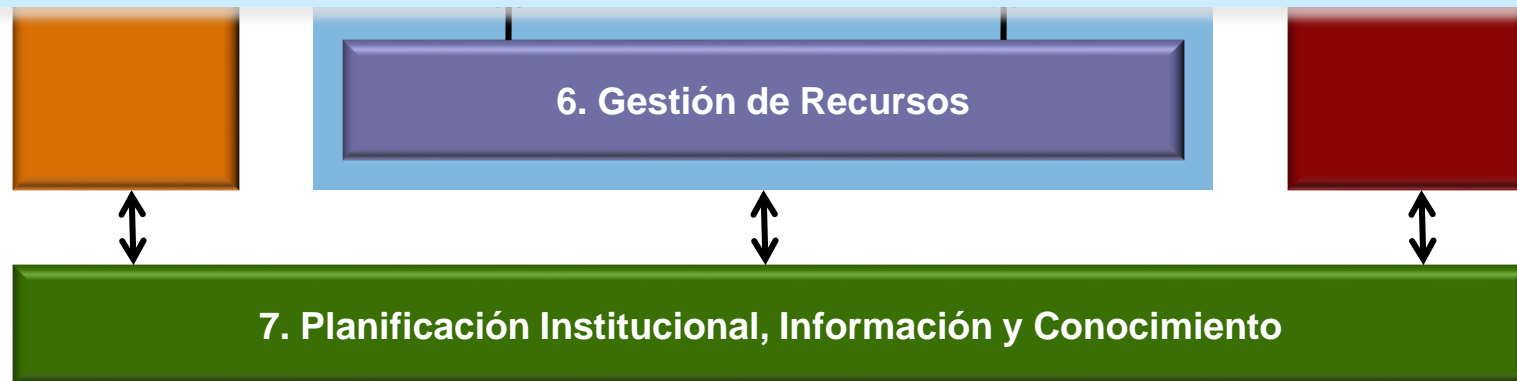 6. Gestión de Recursos
7. Planificación Institucional, Información y Conocimiento